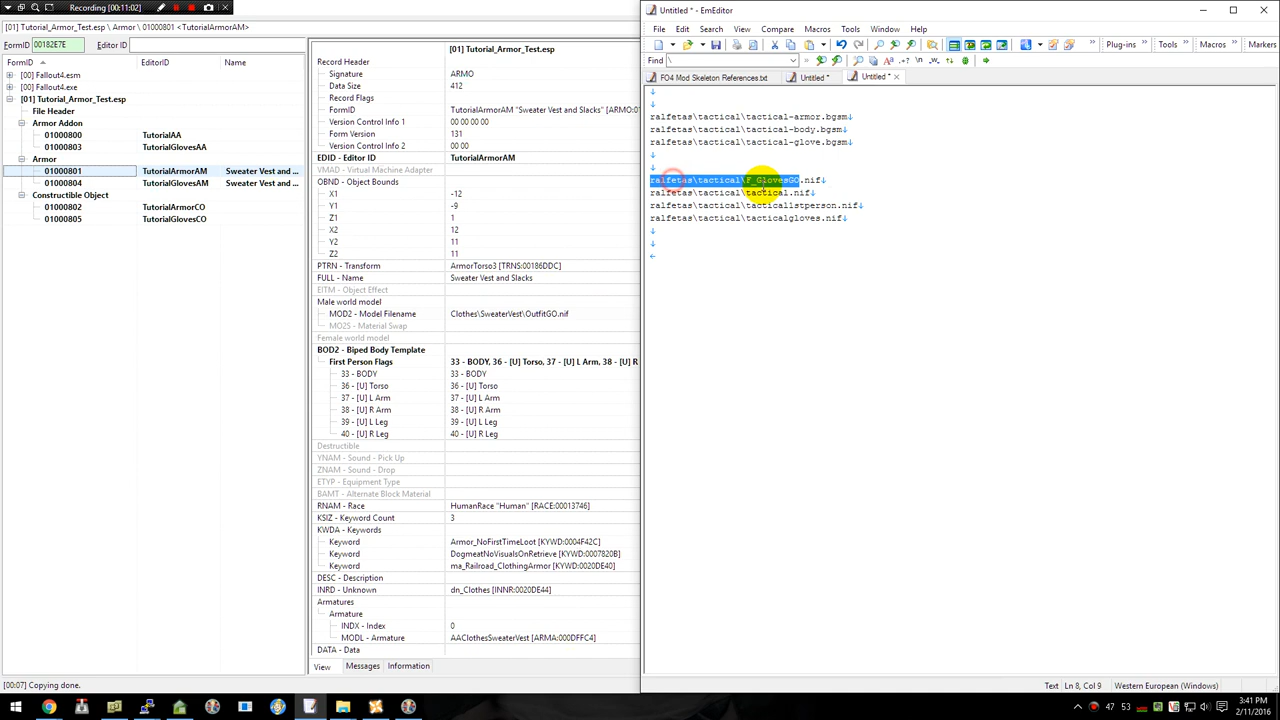 Recording [00:11:02]
[01] Tutorial_Armor_Test.esp \ Armor \ 01000801 <TutorialArmorAM>
FormID 00182E7E Editor ID
FormID EditorID Name
[00] Fallout4.esm
[00] Fallout4.exe
[01] Tutorial_Armor_Test.esp
File Header
Armor Addon
01000800 TutorialAA
01000803 TutorialGlovesAA
Armor
01000801 TutorialArmorAM Sweater Vest and ...
01000804 TutorialGlovesAM Sweater Vest and ...
Constructible Object
01000802 TutorialArmorCO
01000805 TutorialGlovesCO
[00:07] Copying done.
[01] Tutorial_Armor_Test.esp
Record Header
Signature ARMO
Data Size 412
Record Flags
FormID TutorialArmorAM "Sweater Vest and Slacks" [ARMO:01
Version Control Info 1 00 00 00 00
Form Version 131
Version Control Info 2 00 00
EDID - Editor ID TutorialArmorAM
VMAD - Virtual Machine Adapter
OBND - Object Bounds
X1 -12
Y1 -9
Z1 1
X2 12
Y2 11
Z2 11
PTRN - Transform ArmorTorso3 [TRNS:00186DDC]
FULL - Name Sweater Vest and Slacks
EITM - Object Effect
Male world model
MOD2 - Model Filename Clothes\SweaterVest\OutfitGO.nif
MO2S - Material Swap
Female world model
BOD2 - Biped Body Template
First Person Flags 33 - BODY, 36 - [U] Torso, 37 - [U] L Arm, 38 - [U] R
33 - BODY 33 - BODY
36 - [U] Torso 36 - [U] Torso
37 - [U] L Arm 37 - [U] L Arm
38 - [U] R Arm 38 - [U] R Arm
39 - [U] L Leg 39 - [U] L Leg
40 - [U] R Leg 40 - [U] R Leg
Destructible
YNAM - Sound - Pick Up
ZNAM - Sound - Drop
ETYP - Equipment Type
BAMT - Alternate Block Material
RNAM - Race HumanRace "Human" [RACE:00013746]
KSIZ - Keyword Count 3
KWDA - Keywords
Keyword Armor_NoFirstTimeLoot [KYWD:0004F42C]
Keyword DogmeatNoVisualsOnRetrieve [KYWD:0007820B]
Keyword ma_Railroad_ClothingArmor [KYWD:0020DE40]
DESC - Description
INRD - Unknown dn_Clothes [INNR:0020DE44]
Armatures
Armature
INDX - Index 0
MODL - Armature AAClothesSweaterVest [ARMA:000DFFC4]
DATA - Data
View Messages Information
Untitled * - EmEditor
File Edit Search View Compare Macros Tools Window Help
Plug-ins Tools Macros Markers
Find \
FO4 Mod Skeleton References.txt Untitled * Untitled *
ralfetas\tactical\tactical-armor.bgsm
ralfetas\tactical\tactical-body.bgsm
ralfetas\tactical\tactical-glove.bgsm
ralfetas\tactical\F_GlovesGO.nif
ralfetas\tactical\tactical.nif
ralfetas\tactical\tactical1stperson.nif
ralfetas\tactical\tacticalgloves.nif
Text Ln 8, Col 9 Western European (Windows)
47 53
3:41 PM
2/11/2016